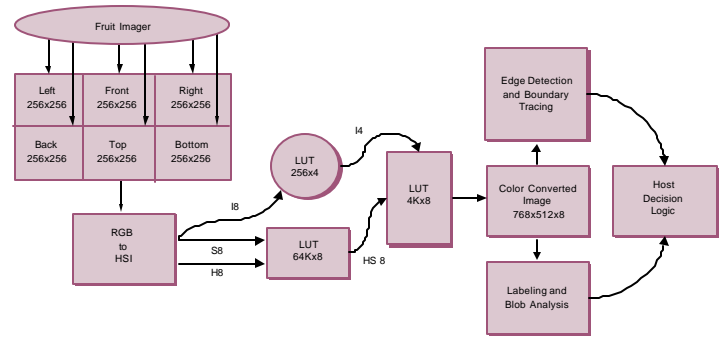 Fruit Imager
Left
256x256
Front
256x256
Right
256x256
Back
256x256
Top
256x256
Bottom
256x256
RGB
to
HSI
I8
S8
H8
LUT
256x4
LUT
64Kx8
I4
HS 8
LUT
4Kx8
Edge Detection
and Boundary
Tracing
Color Converted
Image
768x512x8
Labeling and
Blob Analysis
Host
Decision
Logic